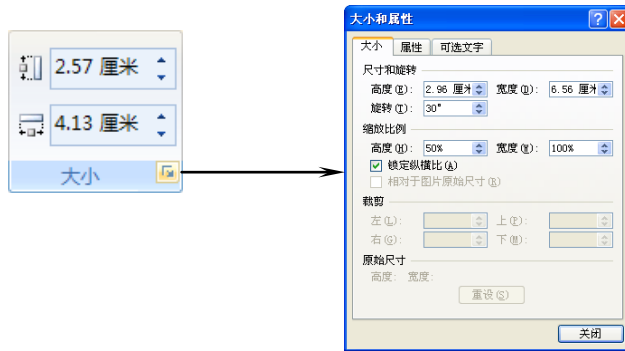 2.57 厘米
4.13 厘米
大小
大小和属性
大小 属性 可选文字
尺寸和旋转
高度(E): 2.96 厘米 宽度(D): 6.56 厘米
旋转(T): 30°
缩放比例
高度(H): 50% 宽度(W): 100%
锁定纵横比(A)
相对于图片原始尺寸(R)
裁剪
左(L): 上(P):
右(G): 下(M):
原始尺寸
高度: 宽度:
重设(S)
关闭